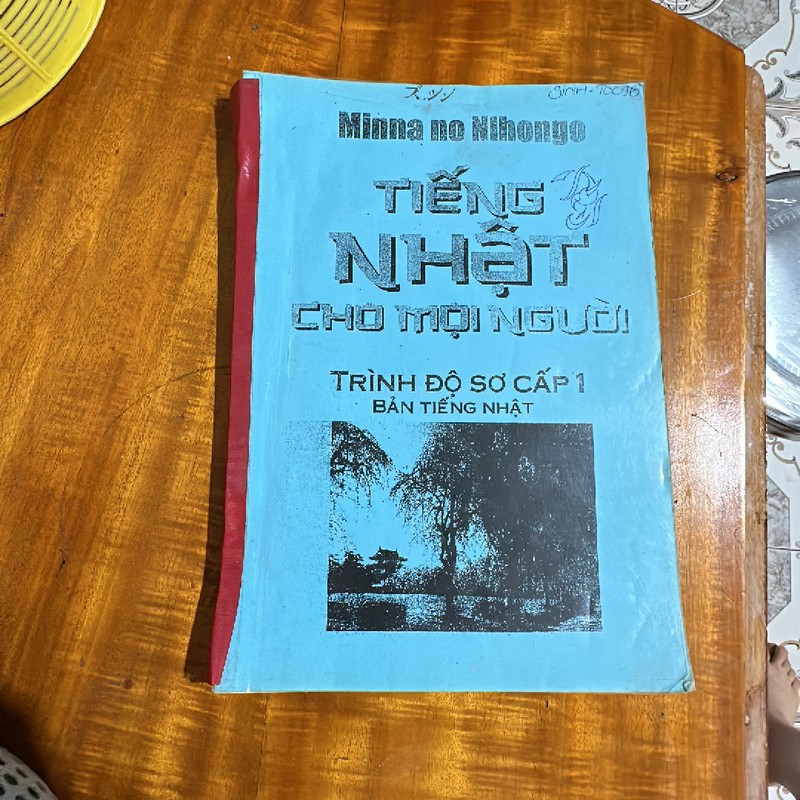 Minna no Nihongo
TIẾNG
NHẬT
CHO MỌI NGƯỜI
TRÌNH ĐỘ SƠ CẤP 1
BẢN TIẾNG NHẬT